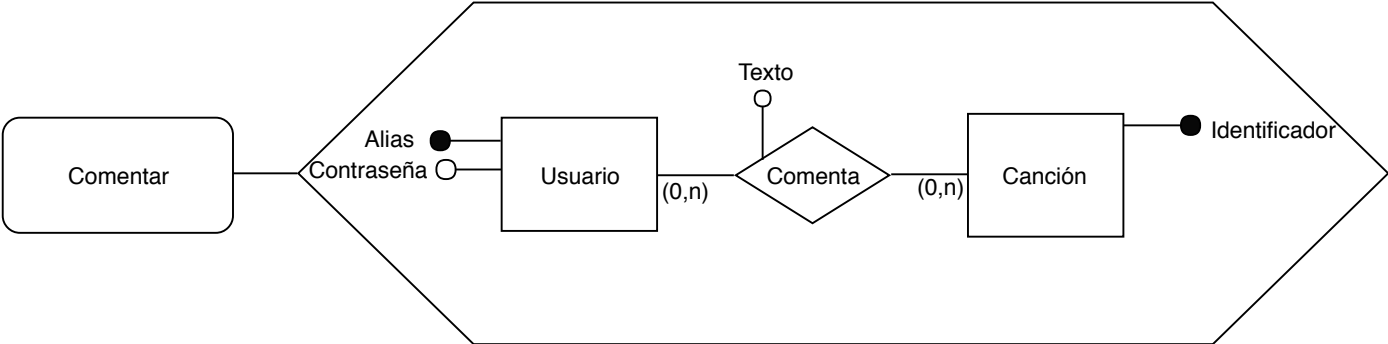 Comentar
Alias
Contraseña
Usuario
(0,n)
Texto
Comenta
(0,n)
Canción
Identificador